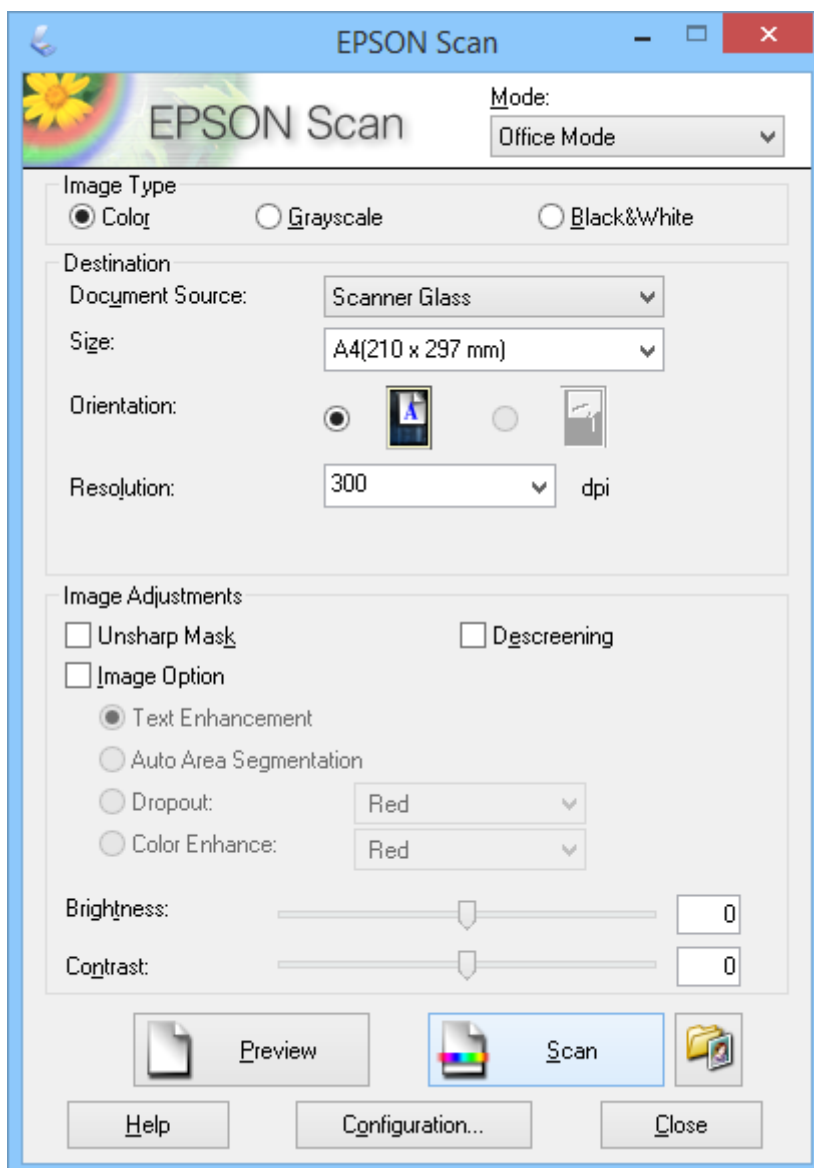 EPSON Scan
EPSON Scan
Mode:
Office Mode
Image Type
Color Grayscale Black&White
Destination
Document Source: Scanner Glass
Size: A4(210 x 297 mm)
Orientation: A
Resolution: 300 dpi
Image Adjustments
Unsharp Mask Descreening
Image Option
Text Enhancement
Auto Area Segmentation
Dropout: Red
Color Enhance: Red
Brightness: 0
Contrast: 0
Preview Scan
Help Configuration... Close